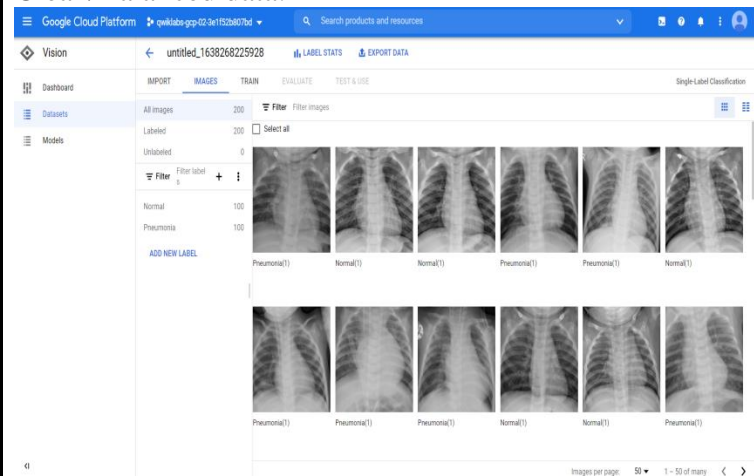 Google Cloud Platform
qwiklabs-gcp-02-3e1f52b807bd
Search products and resources
Vision
untitled_1638268225928
LABEL STATS
EXPORT DATA
Dashboard
Datasets
Models
IMPORT
IMAGES
TRAIN
EVALUATE
TEST & USE
Single-Label Classification
All images 200
Labeled 200
Unlabeled 0
Filter Filter labels
Normal 100
Pneumonia 100
ADD NEW LABEL
Filter Filter images
Select all
Pneumonia(1) Normal(1) Normal(1) Pneumonia(1) Pneumonia(1) Normal(1)
Pneumonia(1) Pneumonia(1) Pneumonia(1) Normal(1) Normal(1) Pneumonia(1)
Images per page: 50 1 – 50 of many